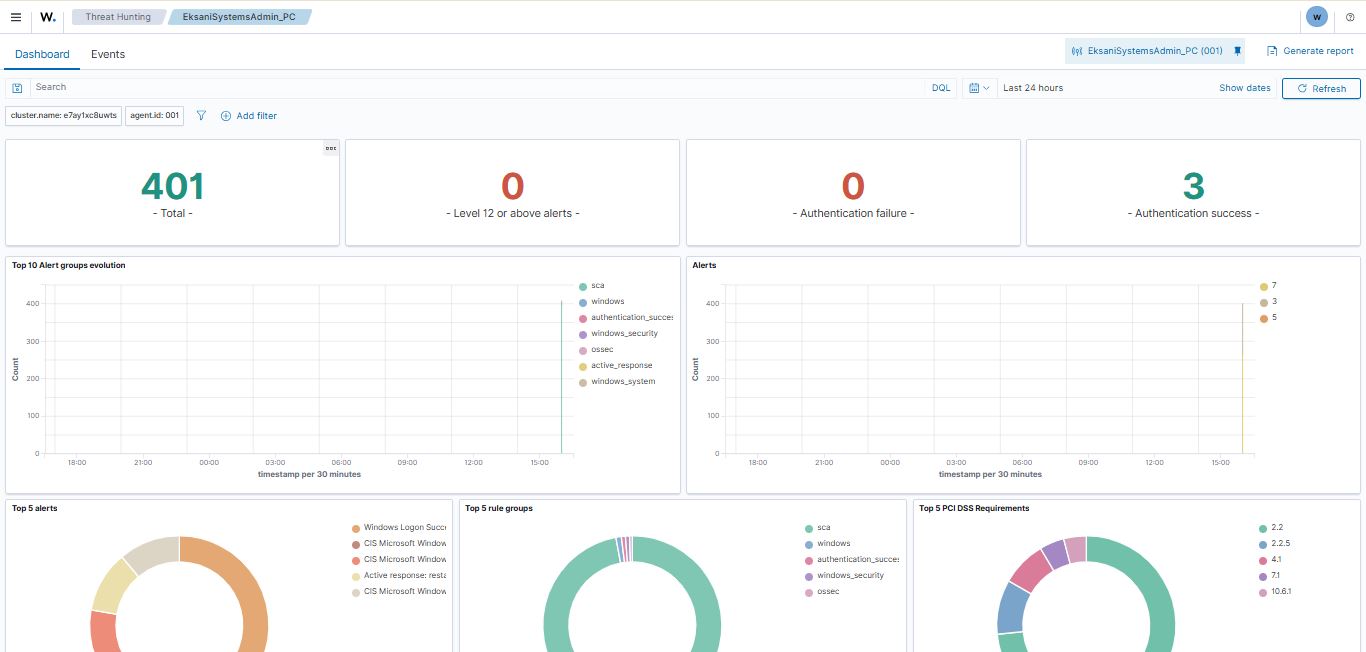 W.
Threat Hunting
EksaniSystemsAdmin_PC
W
Dashboard
Events
EksaniSystemsAdmin_PC (001)
Generate report
Search
DQL
Last 24 hours
Show dates
Refresh
cluster.name: e7ay1xc8uwts
agent.id: 001
Add filter
401
- Total -
0
- Level 12 or above alerts -
0
- Authentication failure -
3
- Authentication success -
Top 10 Alert groups evolution
Count
400
300
200
100
0
18:00 21:00 00:00 03:00 06:00 09:00 12:00 15:00
timestamp per 30 minutes
sca
windows
authentication_succes
windows_security
ossec
active_response
windows_system
Alerts
Count
400
300
200
100
0
18:00 21:00 00:00 03:00 06:00 09:00 12:00 15:00
timestamp per 30 minutes
7
3
5
Top 5 alerts
Windows Logon Succ
CIS Microsoft Window
CIS Microsoft Window
Active response: resta
CIS Microsoft Window
Top 5 rule groups
sca
windows
authentication_succes
windows_security
ossec
Top 5 PCI DSS Requirements
2.2
2.2.5
4.1
7.1
10.6.1